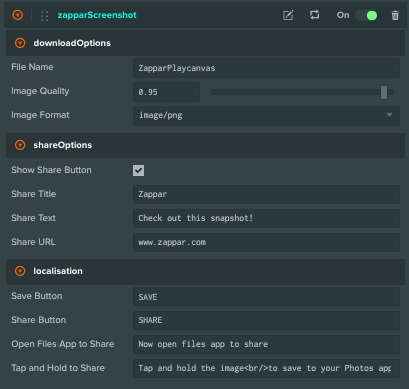 zapparScreenshot On
downloadOptions
File Name ZapparPlaycanvas
Image Quality 0.95
Image Format image/png
shareOptions
Show Share Button
Share Title Zappar
Share Text Check out this snapshot!
Share URL www.zappar.com
localisation
Save Button SAVE
Share Button SHARE
Open Files App to Share Now open files app to share
Tap and Hold to Share Tap and hold the image<br/>to save to your Photos app